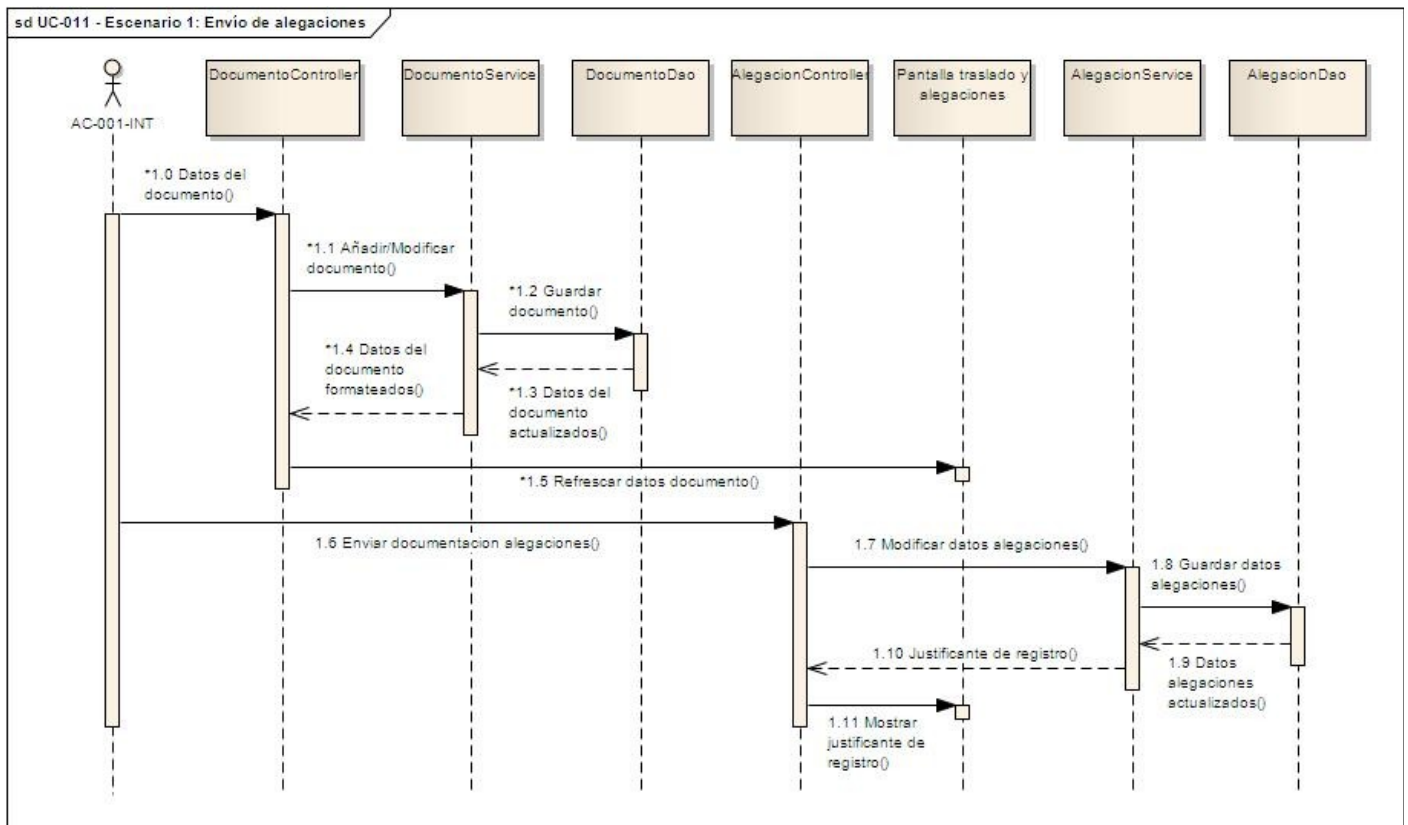 sd UC-011 - Escenario 1: Envío de alegaciones
AC-001-INT
DocumentoController
DocumentoService
DocumentoDao
AlegacionController
Pantalla traslado y
alegaciones
AlegacionService
AlegacionDao
*1.0 Datos del
documento()
*1.1 Añadir/Modificar
documento()
*1.2 Guardar
documento()
*1.3 Datos del
documento
actualizados()
*1.4 Datos del
documento
formateados()
*1.5 Refrescar datos documento()
1.6 Enviar documentacion alegaciones()
1.7 Modificar datos alegaciones()
1.8 Guardar datos
alegaciones()
1.9 Datos
alegaciones
actualizados()
1.10 Justificante de registro()
1.11 Mostrar
justificante de
registro()